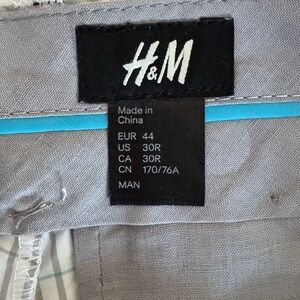 H&M
Made in
China
EUR 44
US 30R
CA 30R
CN 170/76A
MAN